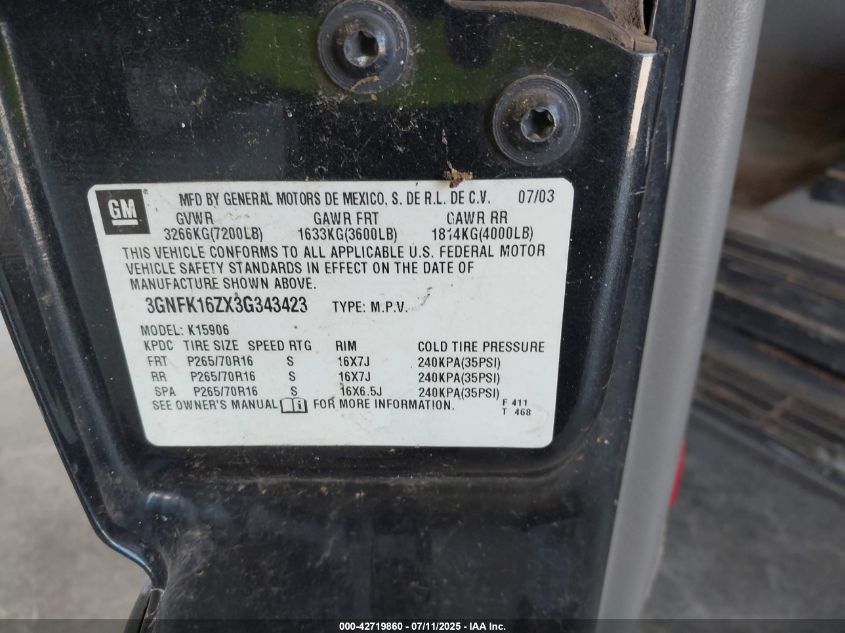 GM
MFD BY GENERAL MOTORS DE MEXICO, S. DE R.L. DE C.V. 07/03
GVWR GAWR FRT GAWR RR
3266KG(7200LB) 1633KG(3600LB) 1814KG(4000LB)
THIS VEHICLE CONFORMS TO ALL APPLICABLE U.S. FEDERAL MOTOR
VEHICLE SAFETY STANDARDS IN EFFECT ON THE DATE OF
MANUFACTURE SHOWN ABOVE.
3GNFK16ZX3G343423 TYPE: M.P.V.
MODEL: K15906
KPDC TIRE SIZE SPEED RTG RIM COLD TIRE PRESSURE
FRT P265/70R16 S 16X7J 240KPA(35PSI)
RR P265/70R16 S 16X7J 240KPA(35PSI)
SPA P265/70R16 S 16X6.5J 240KPA(35PSI)
SEE OWNER'S MANUAL FOR MORE INFORMATION. F 411
T 468
000-42719860 - 07/11/2025 - IAA Inc.